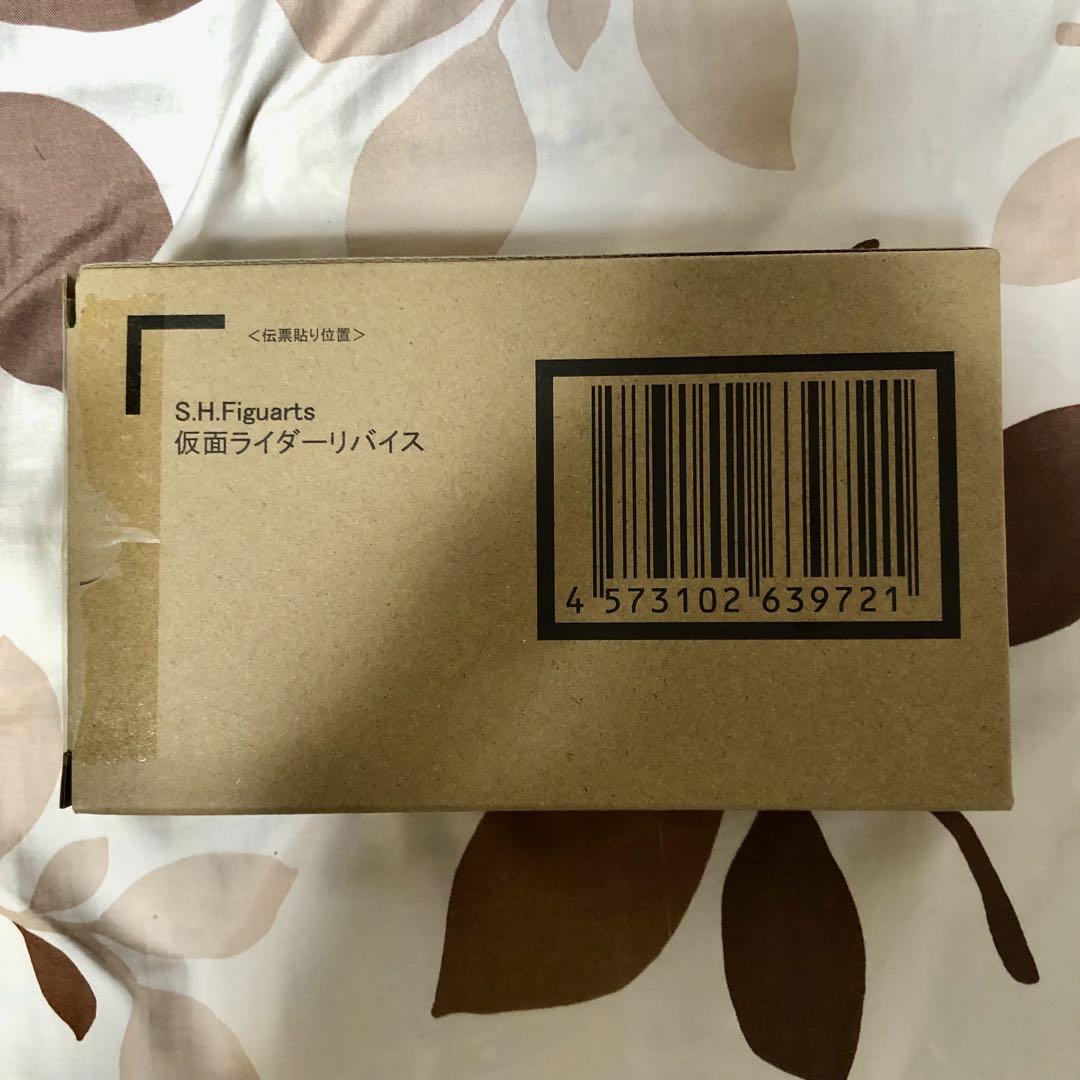 <伝票貼り位置>
S.H.Figuarts
仮面ライダーリバイス
4 573102 639721